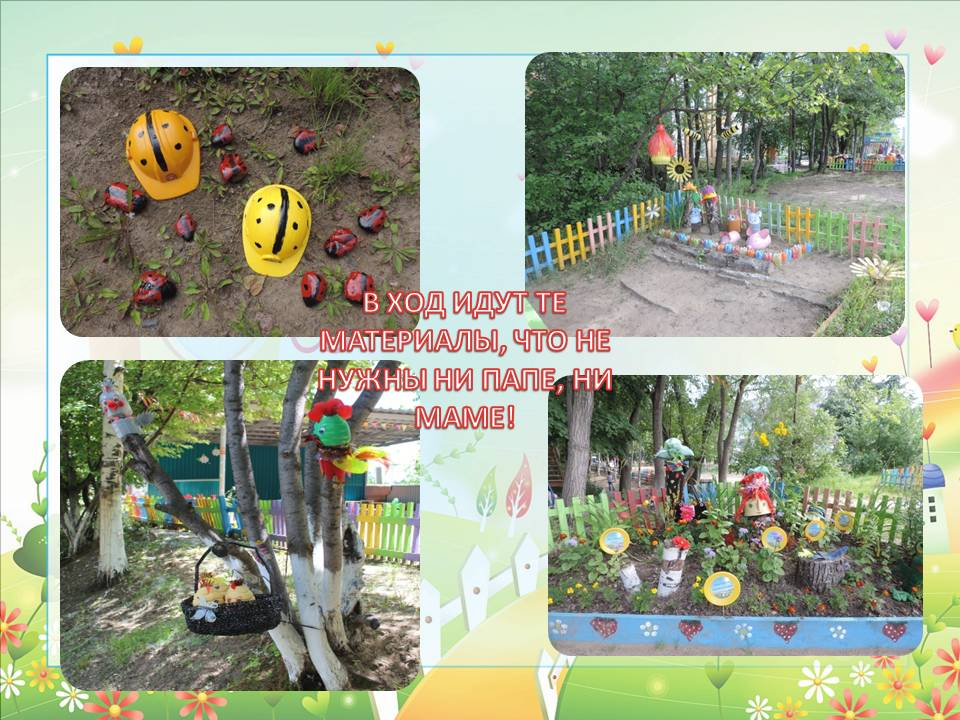 В ХОД ИДУТ ТЕ
МАТЕРИАЛЫ, ЧТО НЕ
НУЖНЫ НИ ПАПЕ, НИ
МАМЕ!